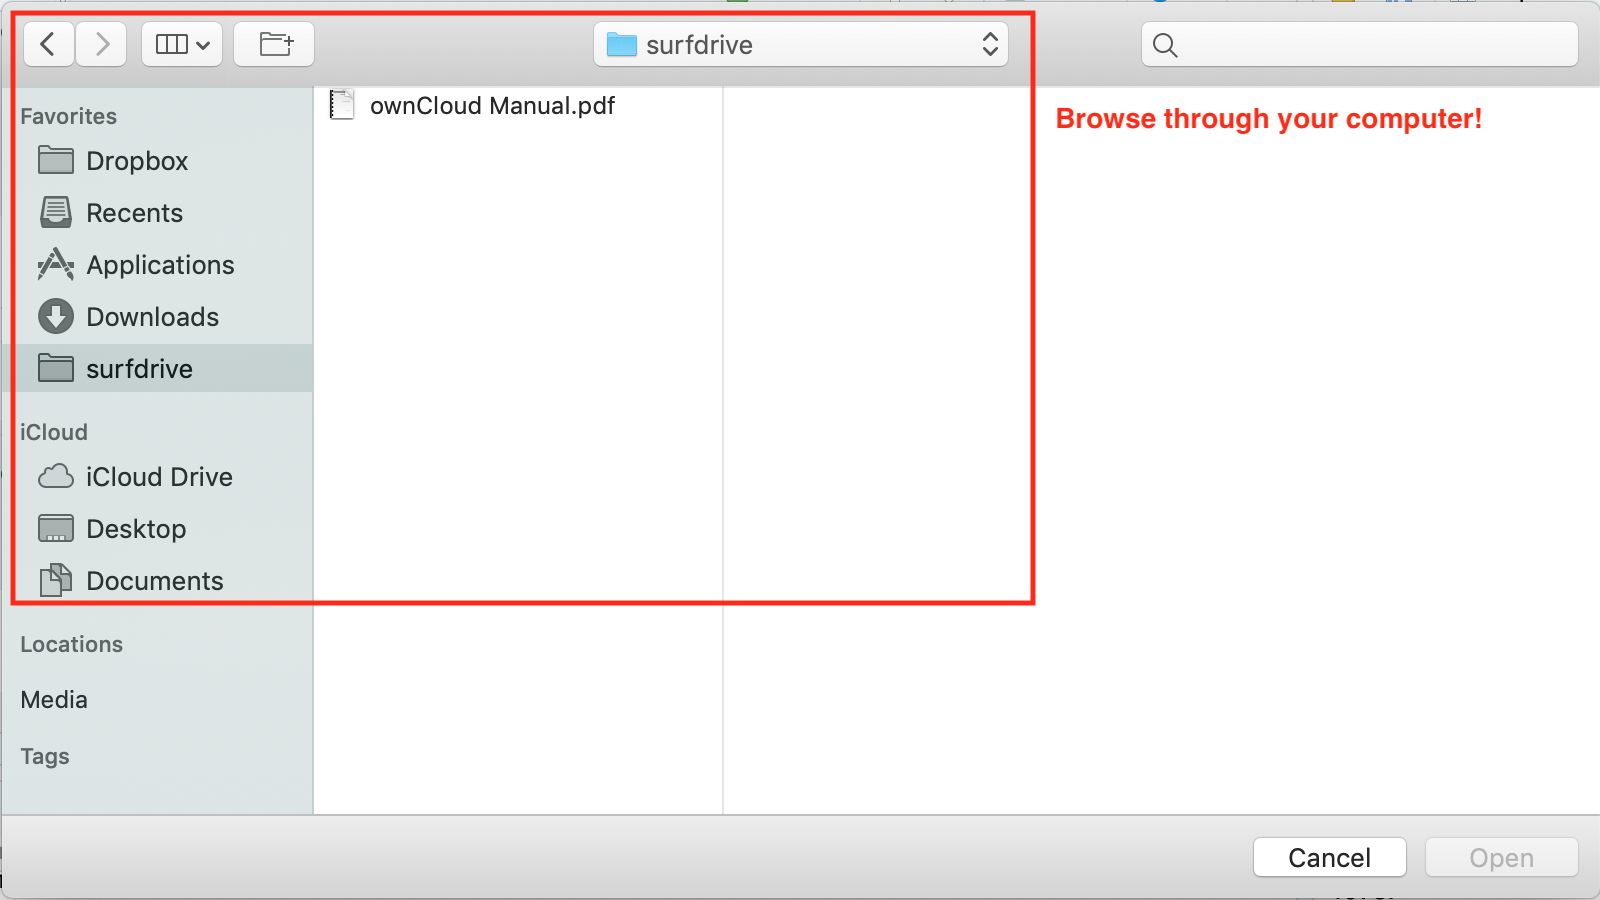 surfdrive
Favorites
ownCloud Manual.pdf
Browse through your computer!
Dropbox
Recents
Applications
Downloads
surfdrive
iCloud
iCloud Drive
Desktop
Documents
Locations
Media
Tags
Cancel
Open